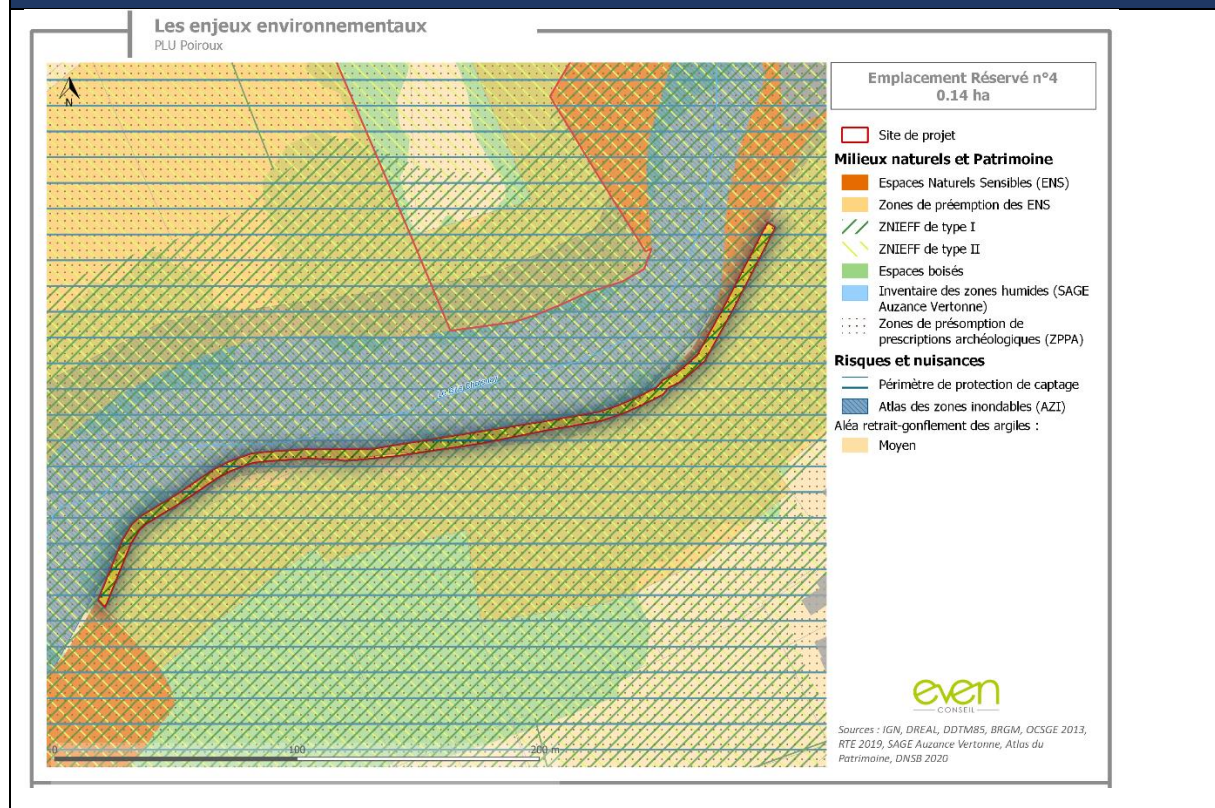 Les enjeux environnementaux
PLU Poiroux
N
Emplacement Réservé n°4
0.14 ha
Site de projet
Milieux naturels et Patrimoine
Espaces Naturels Sensibles (ENS)
Zones de préemption des ENS
ZNIEFF de type I
ZNIEFF de type II
Espaces boisés
Inventaire des zones humides (SAGE
Auzance Vertonne)
Zones de présomption de
prescriptions archéologiques (ZPPA)
Risques et nuisances
Périmètre de protection de captage
Atlas des zones inondables (AZI)
Aléa retrait-gonflement des argiles :
Moyen
0 100 200 m
even
CONSEIL
Sources : IGN, DREAL, DDTM85, BRGM, OCSGE 2013,
RTE 2019, SAGE Auzance Vertonne, Atlas du
Patrimoine, DNSB 2020